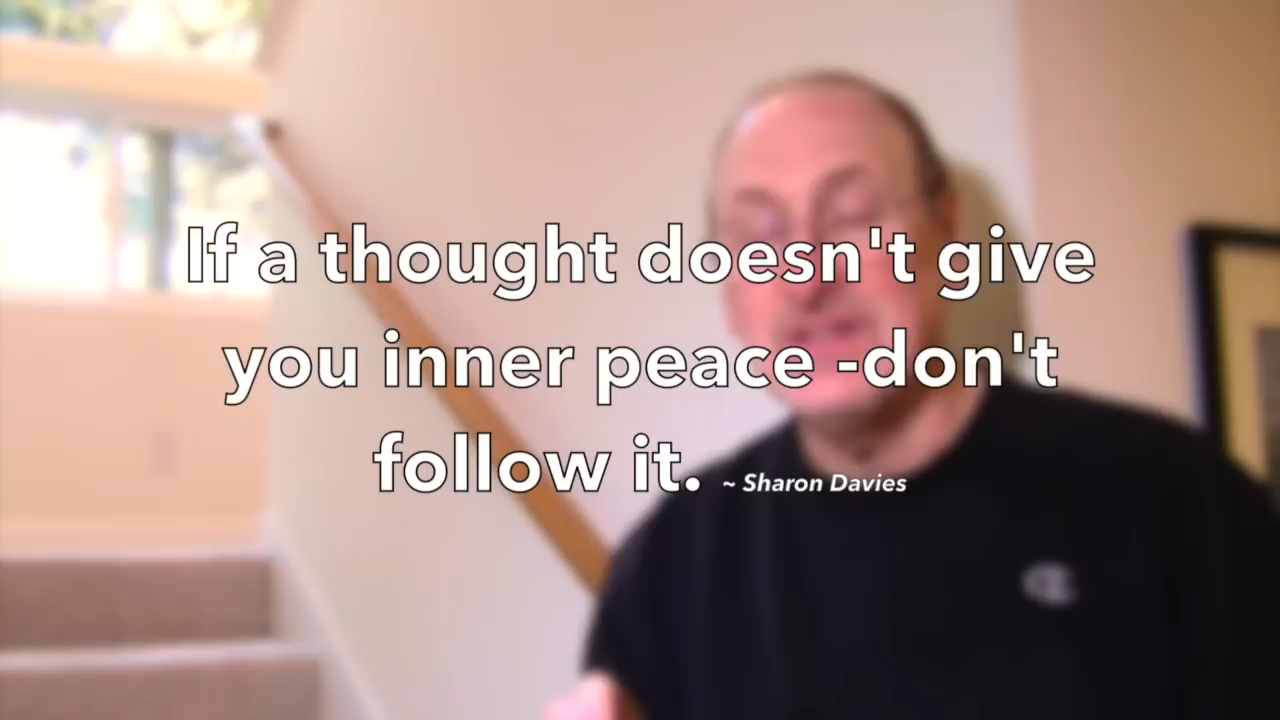 If a thought doesn't give
you inner peace -don't
follow it. ~ Sharon Davies